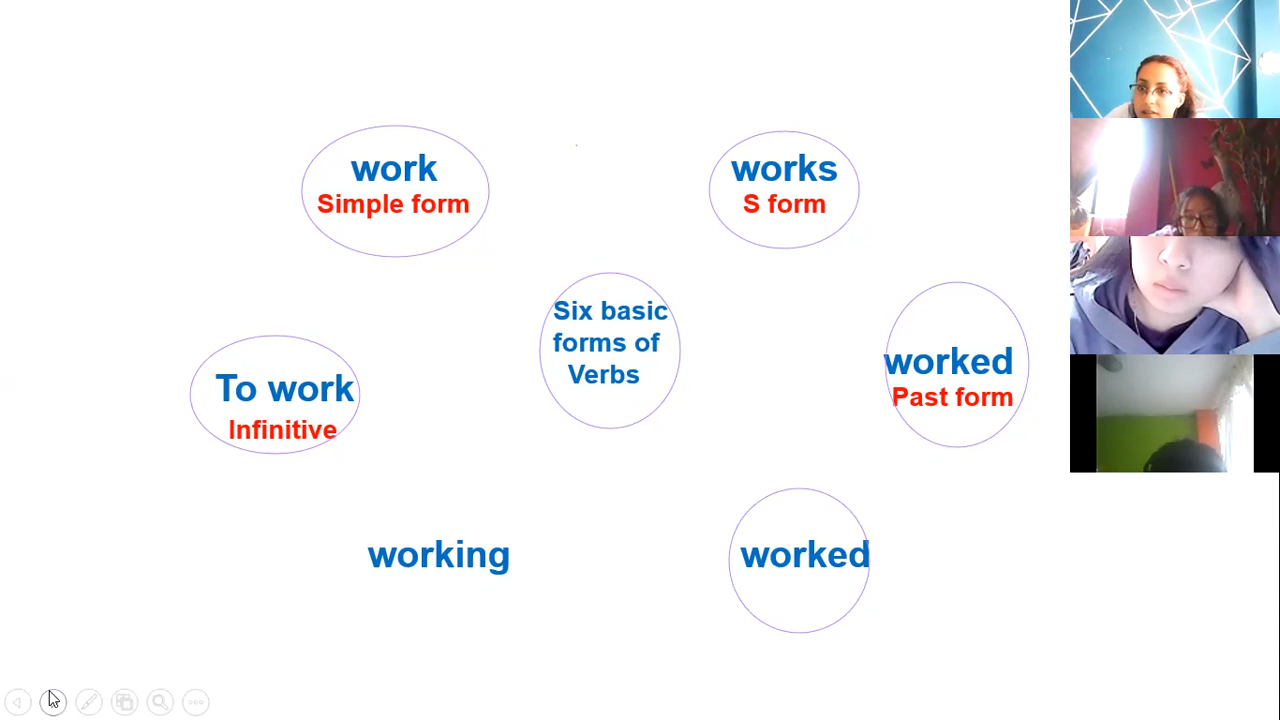 work
Simple form
works
S form
Six basic
forms of
Verbs
To work
Infinitive
worked
Past form
working
worked